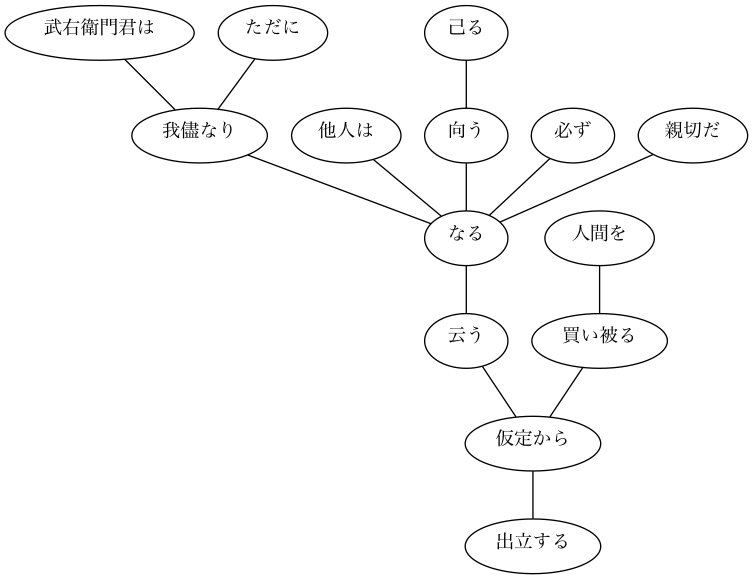 武右衛門君は ただに 己る
我儘なり 他人は 向う 必ず 親切だ
なる 人間を
云う 買い被る
仮定から
出立する